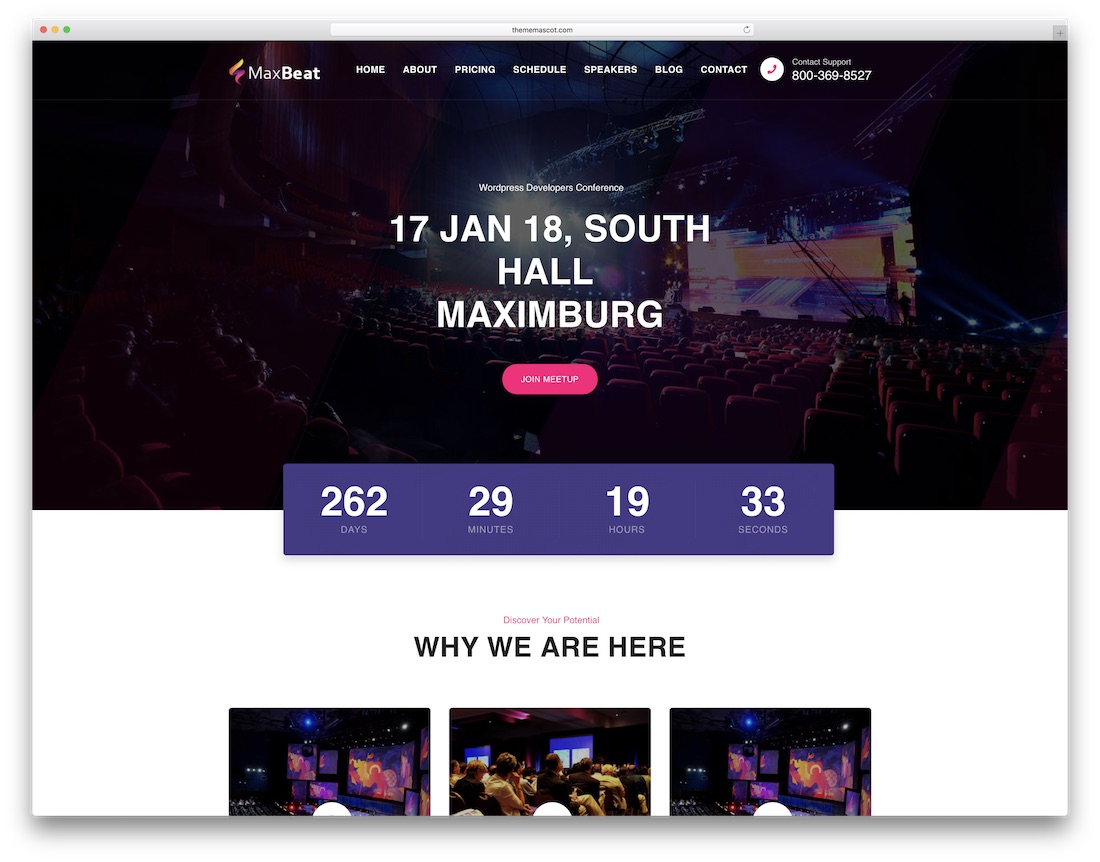 thememascot.com
MaxBeat
HOME ABOUT PRICING SCHEDULE SPEAKERS BLOG CONTACT
Contact Support
800-369-8527
Wordpress Developers Conference
17 JAN 18, SOUTH
HALL
MAXIMBURG
JOIN MEETUP
262 29 19 33
DAYS MINUTES HOURS SECONDS
Discover Your Potential
WHY WE ARE HERE